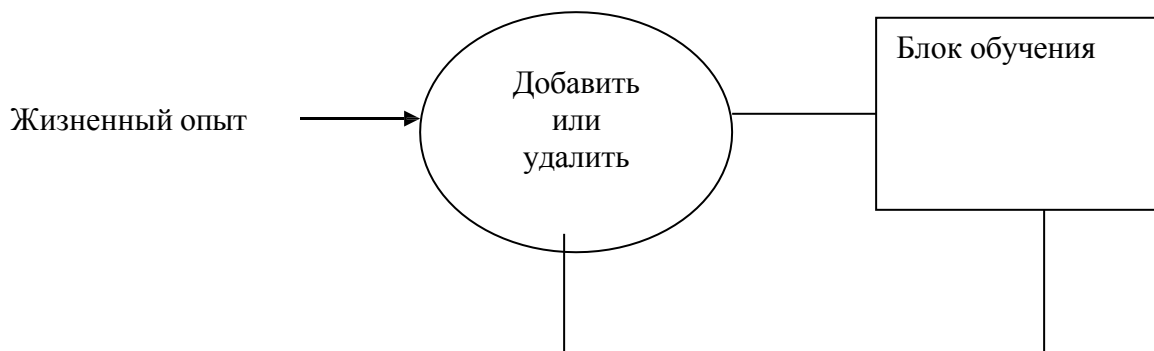 Жизненный опыт
Добавить
или
удалить
Блок обучения